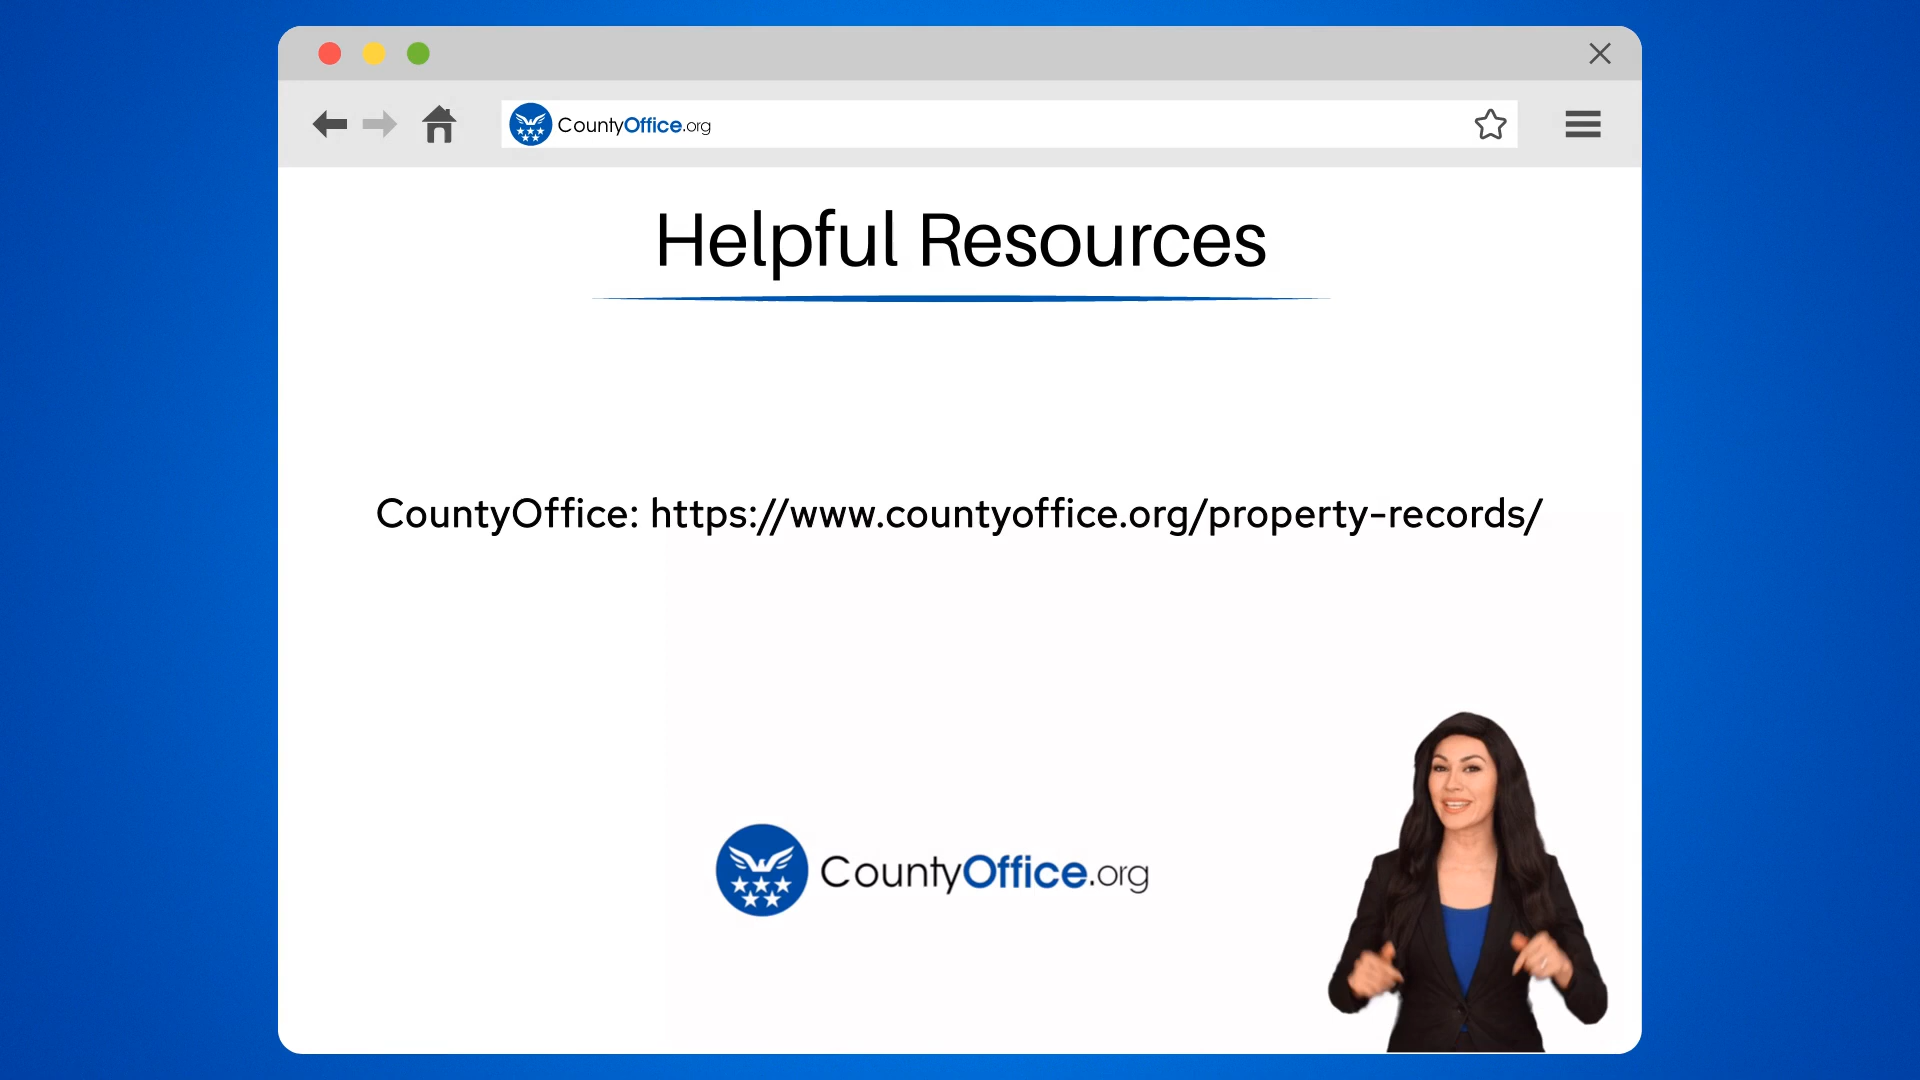 CountyOffice.org
Helpful Resources
CountyOffice: https://www.countyoffice.org/property-records/
CountyOffice.org